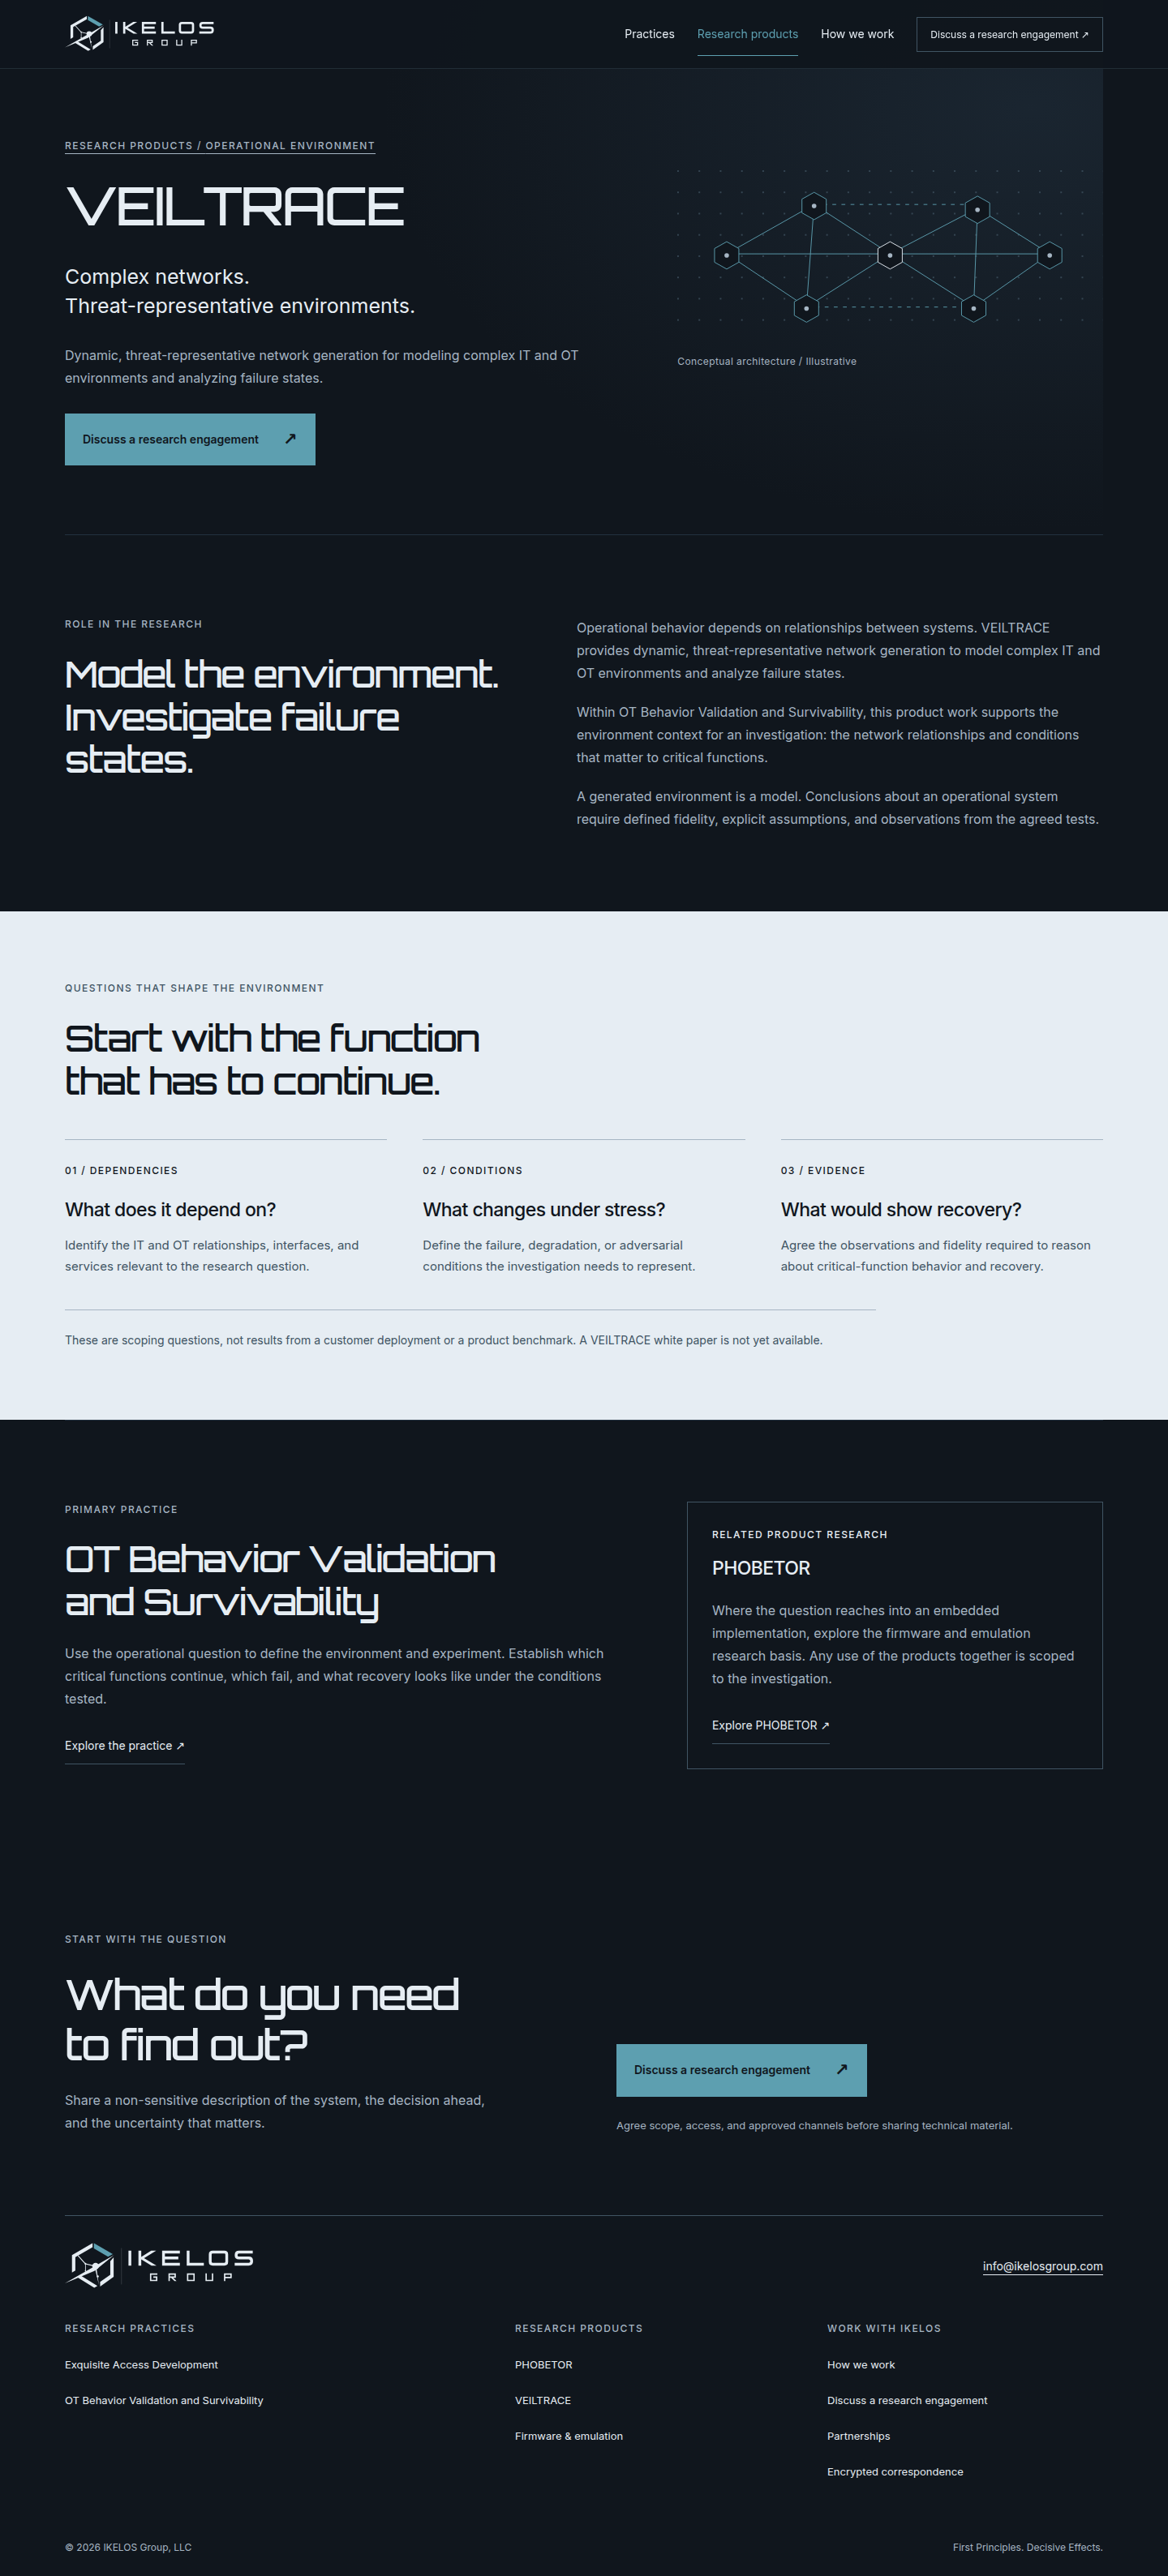 IKELOS
GROUP
Practices
Research products
How we work
Discuss a research engagement ↗
RESEARCH PRODUCTS / OPERATIONAL ENVIRONMENT
VEILTRACE
Complex networks.
Threat-representative environments.
Dynamic, threat-representative network generation for modeling complex IT and OT
environments and analyzing failure states.
Discuss a research engagement ↗
Conceptual architecture / Illustrative
ROLE IN THE RESEARCH
Model the environment.
Investigate failure
states.
Operational behavior depends on relationships between systems. VEILTRACE
provides dynamic, threat-representative network generation to model complex IT and
OT environments and analyze failure states.
Within OT Behavior Validation and Survivability, this product work supports the
environment context for an investigation: the network relationships and conditions
that matter to critical functions.
A generated environment is a model. Conclusions about an operational system
require defined fidelity, explicit assumptions, and observations from the agreed tests.
QUESTIONS THAT SHAPE THE ENVIRONMENT
Start with the function
that has to continue.
01 / DEPENDENCIES
What does it depend on?
Identify the IT and OT relationships, interfaces, and
services relevant to the research question.
02 / CONDITIONS
What changes under stress?
Define the failure, degradation, or adversarial
conditions the investigation needs to represent.
03 / EVIDENCE
What would show recovery?
Agree the observations and fidelity required to reason
about critical-function behavior and recovery.
These are scoping questions, not results from a customer deployment or a product benchmark. A VEILTRACE white paper is not yet available.
PRIMARY PRACTICE
OT Behavior Validation
and Survivability
Use the operational question to define the environment and experiment. Establish which
critical functions continue, which fail, and what recovery looks like under the conditions
tested.
Explore the practice ↗
RELATED PRODUCT RESEARCH
PHOBETOR
Where the question reaches into an embedded
implementation, explore the firmware and emulation
research basis. Any use of the products together is scoped
to the investigation.
Explore PHOBETOR ↗
START WITH THE QUESTION
What do you need
to find out?
Share a non-sensitive description of the system, the decision ahead,
and the uncertainty that matters.
Discuss a research engagement ↗
Agree scope, access, and approved channels before sharing technical material.
IKELOS
GROUP
info@ikelosgroup.com
RESEARCH PRACTICES
Exquisite Access Development
OT Behavior Validation and Survivability
RESEARCH PRODUCTS
PHOBETOR
VEILTRACE
Firmware & emulation
WORK WITH IKELOS
How we work
Discuss a research engagement
Partnerships
Encrypted correspondence
© 2026 IKELOS Group, LLC
First Principles. Decisive Effects.